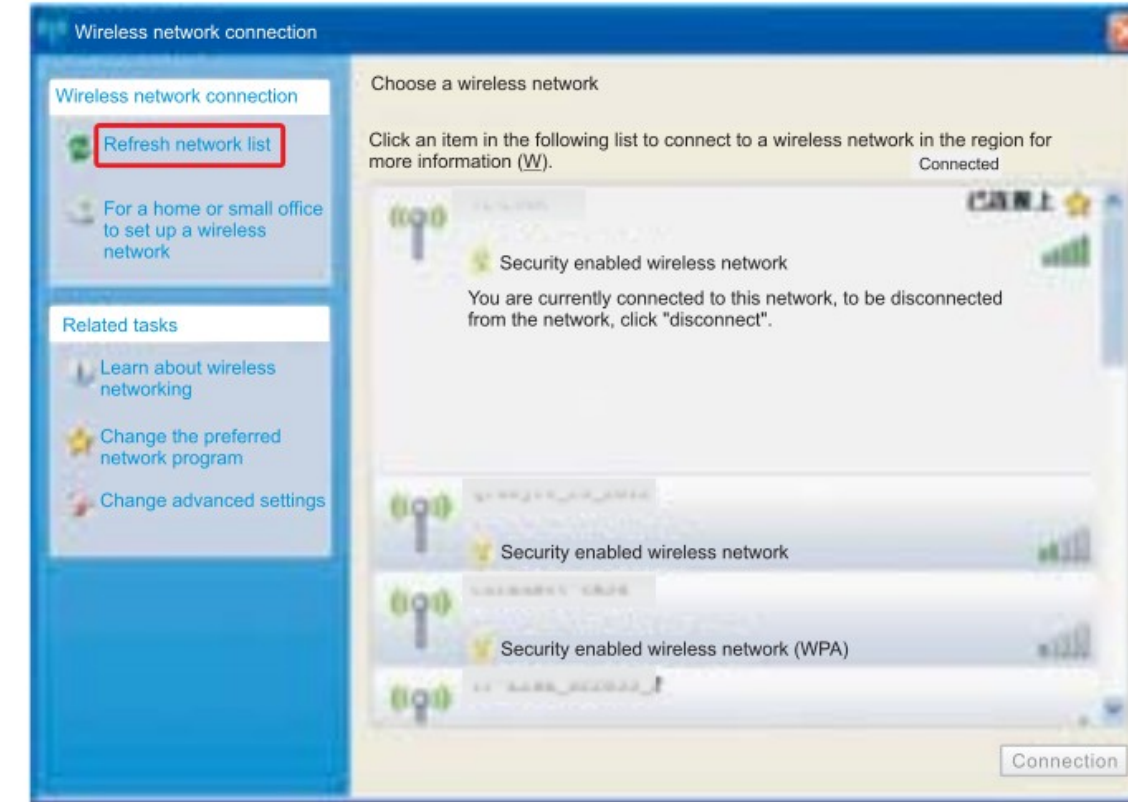 Wireless network connection
Wireless network connection
Refresh network list
For a home or small office
to set up a wireless
network
Related tasks
Learn about wireless
networking
Change the preferred
network program
Change advanced settings
Choose a wireless network
Click an item in the following list to connect to a wireless network in the region for
more information (W).
Connected
已连接上
Security enabled wireless network
You are currently connected to this network, to be disconnected
from the network, click "disconnect".
Security enabled wireless network
Security enabled wireless network (WPA)
Connection